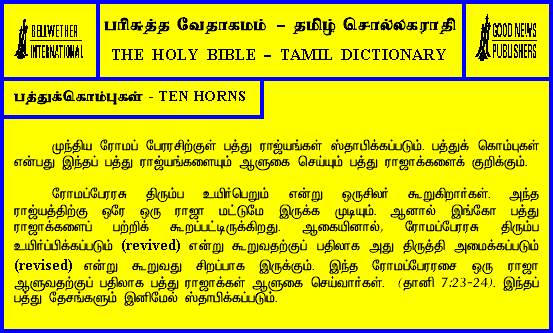 BELLWETHER
INTERNATIONAL
பரிசுத்த வேதாகமம் – தமிழ் சொல்லகராதி
THE HOLY BIBLE – TAMIL DICTIONARY
GOOD NEWS
PUBLISHERS
பத்துக்கொம்புகள் - TEN HORNS
முந்திய ரோமப் பேரரசிற்குள் பத்து ராஜ்யங்கள் ஸ்தாபிக்கப்படும். பத்துக் கொம்புகள்
என்பது இந்தப் பத்து ராஜ்யங்களையும் ஆளுகை செய்யும் பத்து ராஜாக்களைக் குறிக்கும்.
ரோமப்பேரரசு திரும்ப உயிர்பெறும் என்று ஒருசிலர் கூறுகிறார்கள். அந்த
ராஜ்யத்திற்கு ஒரே ஒரு ராஜா மட்டுமே இருக்க முடியும். ஆனால் இங்கோ பத்து
ராஜாக்களைப் பற்றிக் கூறப்பட்டிருக்கிறது. ஆகையினால், ரோமப்பேரரசு திரும்ப
உயிர்ப்பிக்கப்படும் (revived) என்று கூறுவதற்குப் பதிலாக அது திருத்தி அமைக்கப்படும்
(revised) என்று கூறுவது சிறப்பாக இருக்கும். இந்த ரோமப்பேரரசை ஒரு ராஜா
ஆளுவதற்குப் பதிலாக பத்து ராஜாக்கள் ஆளுகை செய்வார்கள். (தானி 7:23-24). இந்தப்
பத்து தேசங்களும் இனிமேல் ஸ்தாபிக்கப்படும்.